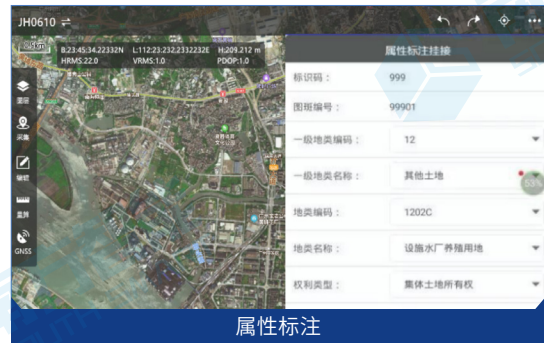 JH0610
属性标注挂接
B:23:45:34.22332N L:112:23:232.2332232E H:209.212 m
HRMS:22.0 VRMS:1.0 PDOP:1.0
标识码： 999
图斑编号： 99901
图层
采集
一级地类编码： 12
编辑
一级地类名称： 其他土地
53%
量算
地类编码： 1202C
GNSS
地类名称： 设施水厂养殖用地
权利类型： 集体土地所有权
属性标注